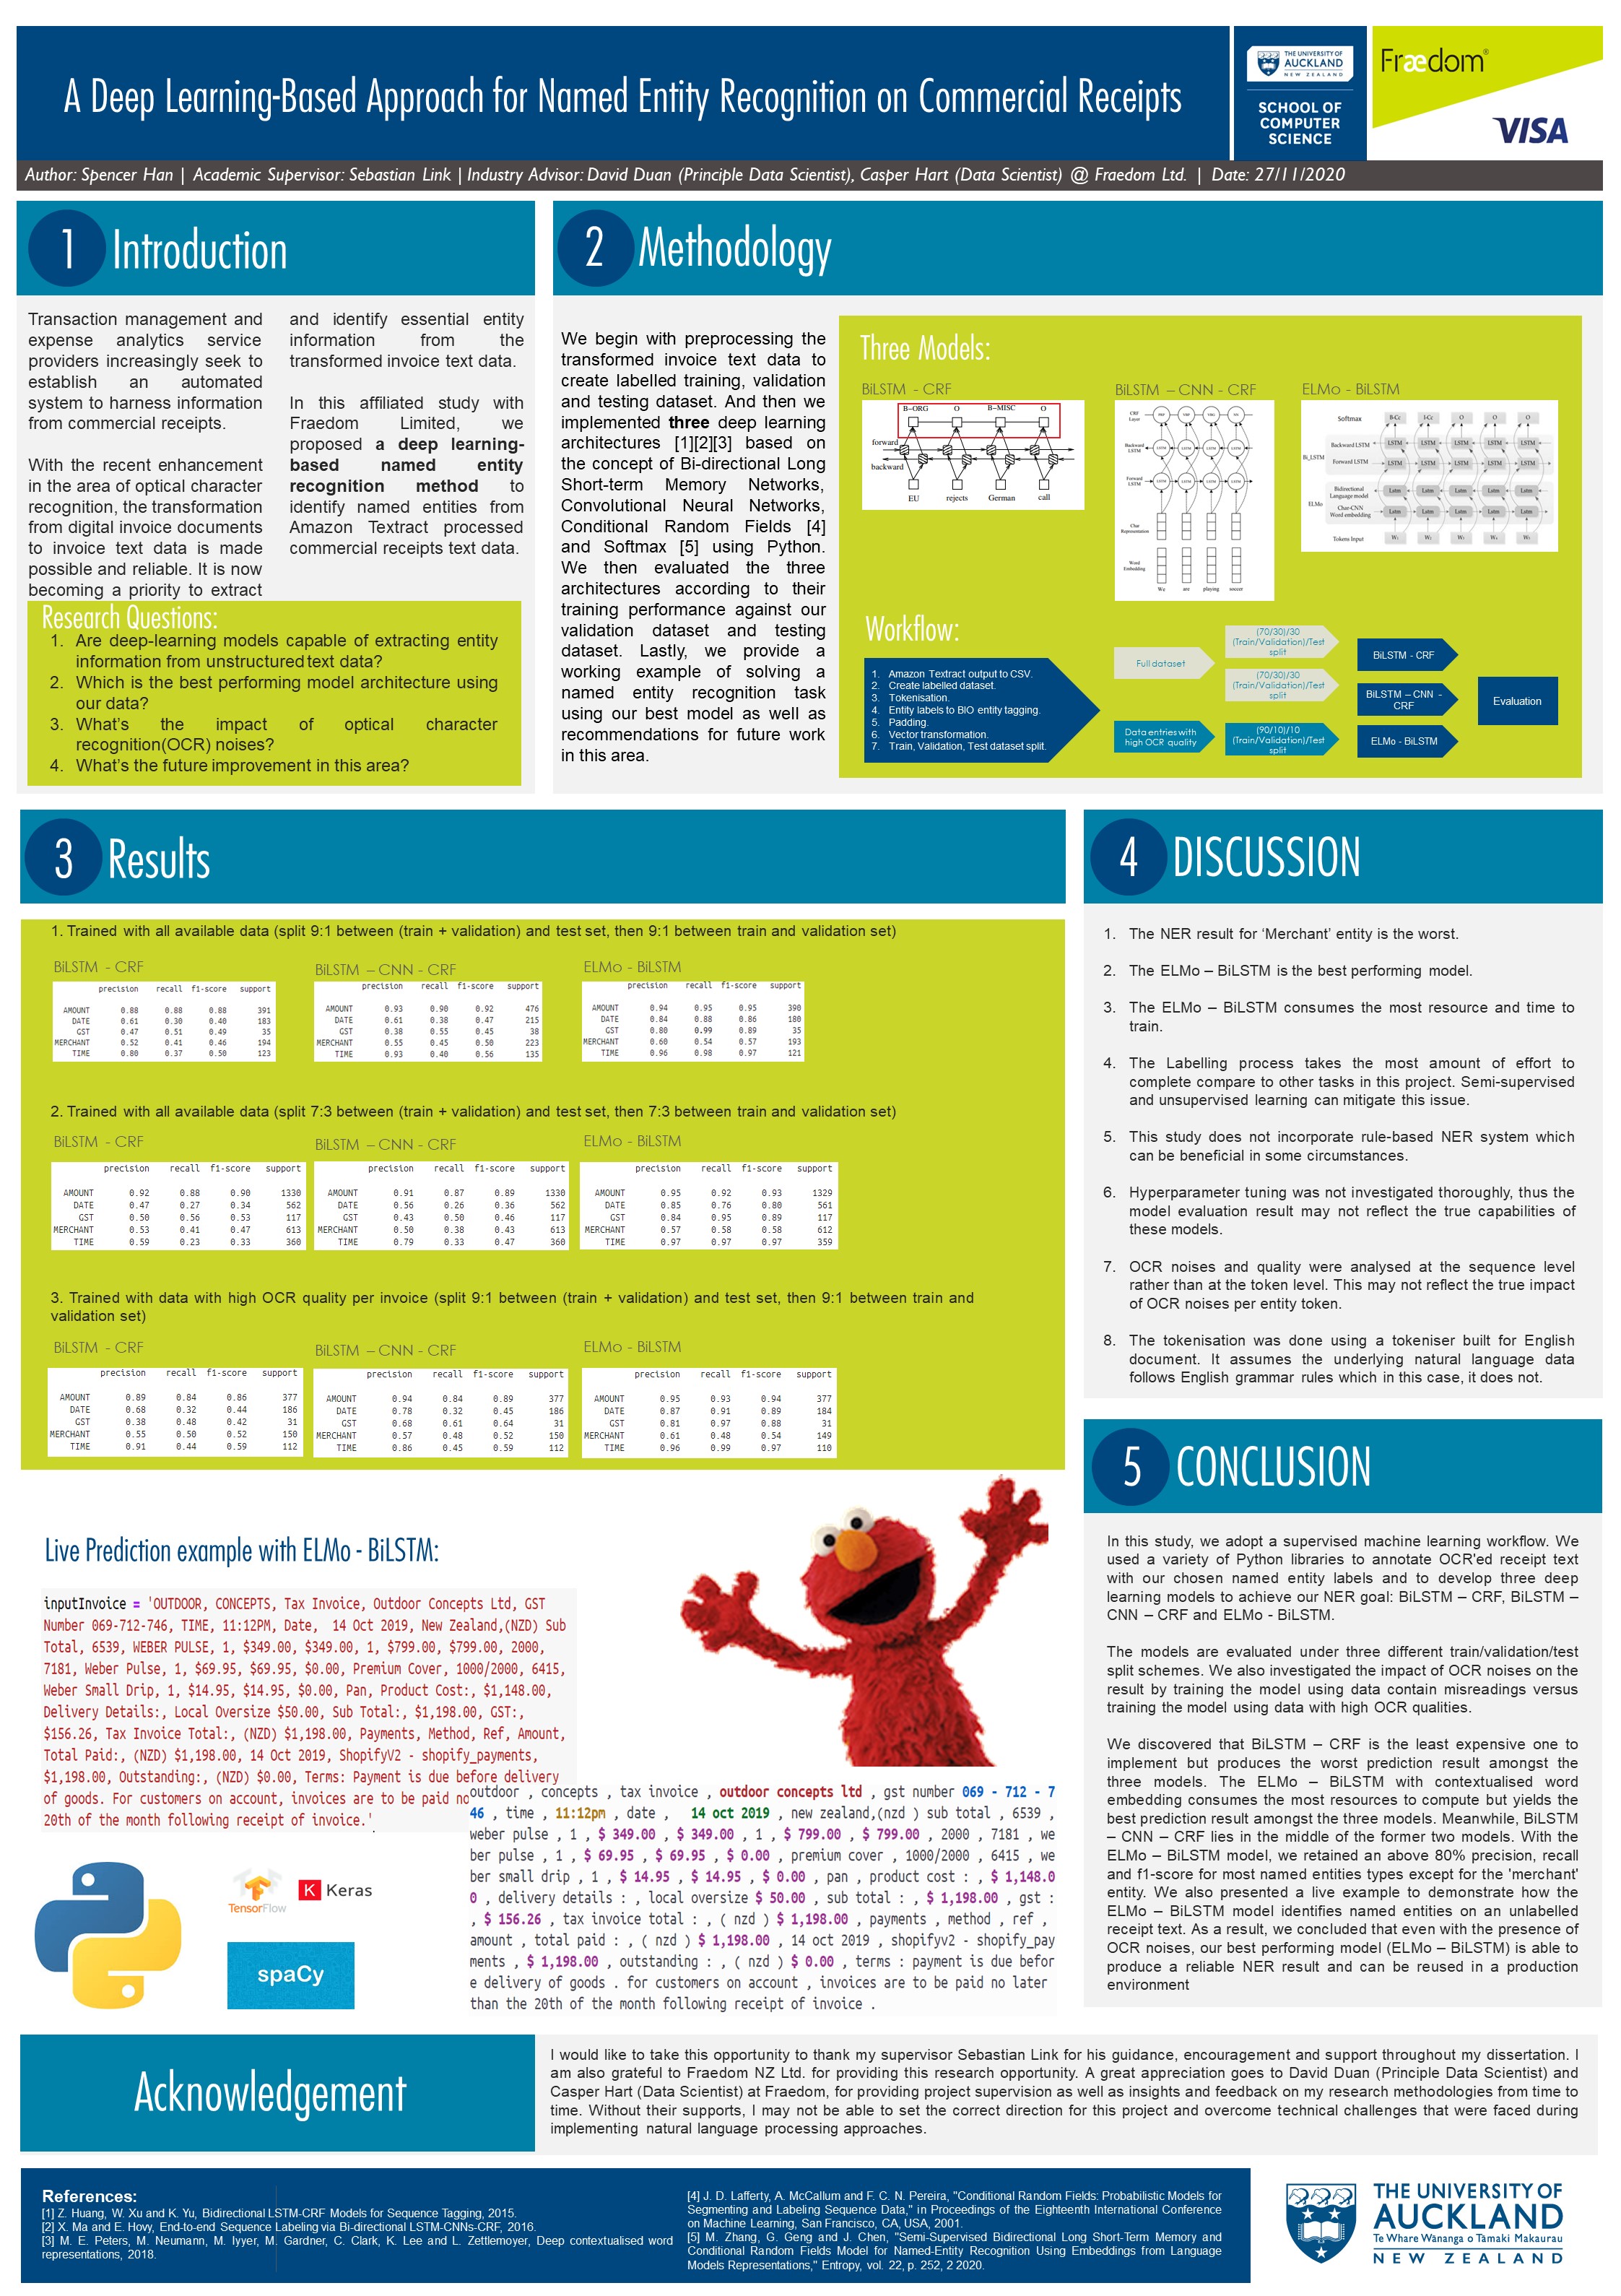 A Deep Learning-Based Approach for Named Entity Recognition on Commercial Receipts
THE UNIVERSITY OF
AUCKLAND
NEW ZEALAND
SCHOOL OF
COMPUTER
SCIENCE
Frædom®
VISA
Author: Spencer Han | Academic Supervisor: Sebastian Link | Industry Advisor: David Duan (Principle Data Scientist), Casper Hart (Data Scientist) @ Fraedom Ltd. | Date: 27/11/2020
1 Introduction
Transaction management and
expense analytics service
providers increasingly seek to
establish an automated
system to harness information
from commercial receipts.
With the recent enhancement
in the area of optical character
recognition, the transformation
from digital invoice documents
to invoice text data is made
possible and reliable. It is now
becoming a priority to extract
and identify essential entity
information from the
transformed invoice text data.
In this affiliated study with
Fraedom Limited, we
proposed a deep learning-
based named entity
recognition method to
identify named entities from
Amazon Textract processed
commercial receipts text data.
Research Questions:
1. Are deep-learning models capable of extracting entity
information from unstructured text data?
2. Which is the best performing model architecture using
our data?
3. What's the impact of optical character
recognition(OCR) noises?
4. What's the future improvement in this area?
2 Methodology
We begin with preprocessing the
transformed invoice text data to
create labelled training, validation
and testing dataset. And then we
implemented three deep learning
architectures [1][2][3] based on
the concept of Bi-directional Long
Short-term Memory Networks,
Convolutional Neural Networks,
Conditional Random Fields [4]
and Softmax [5] using Python.
We then evaluated the three
architectures according to their
training performance against our
validation dataset and testing
dataset. Lastly, we provide a
working example of solving a
named entity recognition task
using our best model as well as
recommendations for future work
in this area.
Three Models:
BiLSTM - CRF
B-ORG O B-MISC O
forward
backward
EU rejects German call
BiLSTM – CNN - CRF
CRF
Layer
Backward
LSTM
Forward
LSTM
Char
Representation
Word
Embedding
We are playing soccer
ELMo - BiLSTM
Softmax B-Cc I-Cc O O O
Bi_LSTM
Backward LSTM LSTM LSTM LSTM LSTM LSTM
Forward LSTM LSTM LSTM LSTM LSTM LSTM
ELMo
Bidirectional
Language model Lstm Lstm Lstm Lstm Lstm
Char-CNN
Word embedding Lstm Lstm Lstm Lstm Lstm
Tokens Input W₁ W₂ W₃ W₄ W₅
Workflow:
1. Amazon Textract output to CSV.
2. Create labelled dataset.
3. Tokenisation.
4. Entity labels to BIO entity tagging.
5. Padding.
6. Vector transformation.
7. Train, Validation, Test dataset split.
Full dataset
Data entries with
high OCR quality
(70/30)/30
(Train/Validation)/Test
split
(70/30)/30
(Train/Validation)/Test
split
(90/10)/10
(Train/Validation)/Test
split
BiLSTM - CRF
BiLSTM – CNN -
CRF
ELMo - BiLSTM
Evaluation
3 Results
1. Trained with all available data (split 9:1 between (train + validation) and test set, then 9:1 between train and validation set)
BiLSTM - CRF
precision recall f1-score support
AMOUNT 0.88 0.88 0.88 391
DATE 0.61 0.30 0.40 183
GST 0.47 0.51 0.49 35
MERCHANT 0.52 0.41 0.46 194
TIME 0.80 0.37 0.50 123
BiLSTM – CNN - CRF
precision recall f1-score support
AMOUNT 0.93 0.90 0.92 476
DATE 0.61 0.38 0.47 215
GST 0.38 0.55 0.45 38
MERCHANT 0.55 0.45 0.50 223
TIME 0.93 0.40 0.56 135
ELMo - BiLSTM
precision recall f1-score support
AMOUNT 0.94 0.95 0.95 390
DATE 0.84 0.88 0.86 180
GST 0.80 0.99 0.89 35
MERCHANT 0.60 0.54 0.57 193
TIME 0.96 0.98 0.97 121
2. Trained with all available data (split 7:3 between (train + validation) and test set, then 7:3 between train and validation set)
BiLSTM - CRF
precision recall f1-score support
AMOUNT 0.92 0.88 0.90 1330
DATE 0.47 0.27 0.34 562
GST 0.50 0.56 0.53 117
MERCHANT 0.53 0.41 0.47 613
TIME 0.59 0.23 0.33 360
BiLSTM – CNN - CRF
precision recall f1-score support
AMOUNT 0.91 0.87 0.89 1330
DATE 0.56 0.26 0.36 562
GST 0.43 0.50 0.46 117
MERCHANT 0.50 0.38 0.43 613
TIME 0.79 0.33 0.47 360
ELMo - BiLSTM
precision recall f1-score support
AMOUNT 0.95 0.92 0.93 1329
DATE 0.85 0.76 0.80 561
GST 0.84 0.95 0.89 117
MERCHANT 0.57 0.58 0.58 612
TIME 0.97 0.97 0.97 359
3. Trained with data with high OCR quality per invoice (split 9:1 between (train + validation) and test set, then 9:1 between train and
validation set)
BiLSTM - CRF
precision recall f1-score support
AMOUNT 0.89 0.84 0.86 377
DATE 0.68 0.32 0.44 186
GST 0.38 0.48 0.42 31
MERCHANT 0.55 0.50 0.52 150
TIME 0.91 0.44 0.59 112
BiLSTM – CNN - CRF
precision recall f1-score support
AMOUNT 0.94 0.84 0.89 377
DATE 0.78 0.32 0.45 186
GST 0.68 0.61 0.64 31
MERCHANT 0.57 0.48 0.52 150
TIME 0.86 0.45 0.59 112
ELMo - BiLSTM
precision recall f1-score support
AMOUNT 0.95 0.93 0.94 377
DATE 0.87 0.91 0.89 184
GST 0.81 0.97 0.88 31
MERCHANT 0.61 0.48 0.54 149
TIME 0.96 0.99 0.97 110
Live Prediction example with ELMo - BiLSTM:
inputInvoice = 'OUTDOOR, CONCEPTS, Tax Invoice, Outdoor Concepts Ltd, GST
Number 069-712-746, TIME, 11:12PM, Date, 14 Oct 2019, New Zealand,(NZD) Sub
Total, 6539, WEBER PULSE, 1, $349.00, $349.00, 1, $799.00, $799.00, 2000,
7181, Weber Pulse, 1, $69.95, $69.95, $0.00, Premium Cover, 1000/2000, 6415,
Weber Small Drip, 1, $14.95, $14.95, $0.00, Pan, Product Cost:, $1,148.00,
Delivery Details:, Local Oversize $50.00, Sub Total:, $1,198.00, GST:,
$156.26, Tax Invoice Total:, (NZD) $1,198.00, Payments, Method, Ref, Amount,
Total Paid:, (NZD) $1,198.00, 14 Oct 2019, ShopifyV2 - shopify_payments,
$1,198.00, Outstanding:, (NZD) $0.00, Terms: Payment is due before delivery
of goods. For customers on account, invoices are to be paid no
20th of the month following receipt of invoice.'
outdoor , concepts , tax invoice , outdoor concepts ltd , gst number 069 - 712 - 7
46 , time , 11:12pm , date , 14 oct 2019 , new zealand,(nzd ) sub total , 6539 ,
weber pulse , 1 , $ 349.00 , $ 349.00 , 1 , $ 799.00 , $ 799.00 , 2000 , 7181 , we
ber pulse , 1 , $ 69.95 , $ 69.95 , $ 0.00 , premium cover , 1000/2000 , 6415 , we
ber small drip , 1 , $ 14.95 , $ 14.95 , $ 0.00 , pan , product cost : , $ 1,148.0
0 , delivery details : , local oversize $ 50.00 , sub total : , $ 1,198.00 , gst :
, $ 156.26 , tax invoice total : , ( nzd ) $ 1,198.00 , payments , method , ref ,
amount , total paid : , ( nzd ) $ 1,198.00 , 14 oct 2019 , shopifyv2 - shopify_pay
ments , $ 1,198.00 , outstanding : , ( nzd ) $ 0.00 , terms : payment is due befor
e delivery of goods . for customers on account , invoices are to be paid no later
than the 20th of the month following receipt of invoice .
TensorFlow
K Keras
spaCy
4 DISCUSSION
1. The NER result for ‘Merchant’ entity is the worst.
2. The ELMo – BiLSTM is the best performing model.
3. The ELMo – BiLSTM consumes the most resource and time to
train.
4. The Labelling process takes the most amount of effort to
complete compare to other tasks in this project. Semi-supervised
and unsupervised learning can mitigate this issue.
5. This study does not incorporate rule-based NER system which
can be beneficial in some circumstances.
6. Hyperparameter tuning was not investigated thoroughly, thus the
model evaluation result may not reflect the true capabilities of
these models.
7. OCR noises and quality were analysed at the sequence level
rather than at the token level. This may not reflect the true impact
of OCR noises per entity token.
8. The tokenisation was done using a tokeniser built for English
document. It assumes the underlying natural language data
follows English grammar rules which in this case, it does not.
5 CONCLUSION
In this study, we adopt a supervised machine learning workflow. We
used a variety of Python libraries to annotate OCR'ed receipt text
with our chosen named entity labels and to develop three deep
learning models to achieve our NER goal: BiLSTM – CRF, BiLSTM –
CNN – CRF and ELMo - BiLSTM.
The models are evaluated under three different train/validation/test
split schemes. We also investigated the impact of OCR noises on the
result by training the model using data contain misreadings versus
training the model using data with high OCR qualities.
We discovered that BiLSTM – CRF is the least expensive one to
implement but produces the worst prediction result amongst the
three models. The ELMo – BiLSTM with contextualised word
embedding consumes the most resources to compute but yields the
best prediction result amongst the three models. Meanwhile, BiLSTM
– CNN – CRF lies in the middle of the former two models. With the
ELMo – BiLSTM model, we retained an above 80% precision, recall
and f1-score for most named entities types except for the 'merchant'
entity. We also presented a live example to demonstrate how the
ELMo – BiLSTM model identifies named entities on an unlabelled
receipt text. As a result, we concluded that even with the presence of
OCR noises, our best performing model (ELMo – BiLSTM) is able to
produce a reliable NER result and can be reused in a production
environment
Acknowledgement
I would like to take this opportunity to thank my supervisor Sebastian Link for his guidance, encouragement and support throughout my dissertation. I
am also grateful to Fraedom NZ Ltd. for providing this research opportunity. A great appreciation goes to David Duan (Principle Data Scientist) and
Casper Hart (Data Scientist) at Fraedom, for providing project supervision as well as insights and feedback on my research methodologies from time to
time. Without their supports, I may not be able to set the correct direction for this project and overcome technical challenges that were faced during
implementing natural language processing approaches.
References:
[1] Z. Huang, W. Xu and K. Yu, Bidirectional LSTM-CRF Models for Sequence Tagging, 2015.
[2] X. Ma and E. Hovy, End-to-end Sequence Labeling via Bi-directional LSTM-CNNs-CRF, 2016.
[3] M. E. Peters, M. Neumann, M. Iyyer, M. Gardner, C. Clark, K. Lee and L. Zettlemoyer, Deep contextualised word
representations, 2018.
[4] J. D. Lafferty, A. McCallum and F. C. N. Pereira, "Conditional Random Fields: Probabilistic Models for
Segmenting and Labeling Sequence Data," in Proceedings of the Eighteenth International Conference
on Machine Learning, San Francisco, CA, USA, 2001.
[5] M. Zhang, G. Geng and J. Chen, "Semi-Supervised Bidirectional Long Short-Term Memory and
Conditional Random Fields Model for Named-Entity Recognition Using Embeddings from Language
Models Representations," Entropy, vol. 22, p. 252, 2 2020.
THE UNIVERSITY OF
AUCKLAND
Te Whare Wānanga o Tāmaki Makaurau
NEW ZEALAND